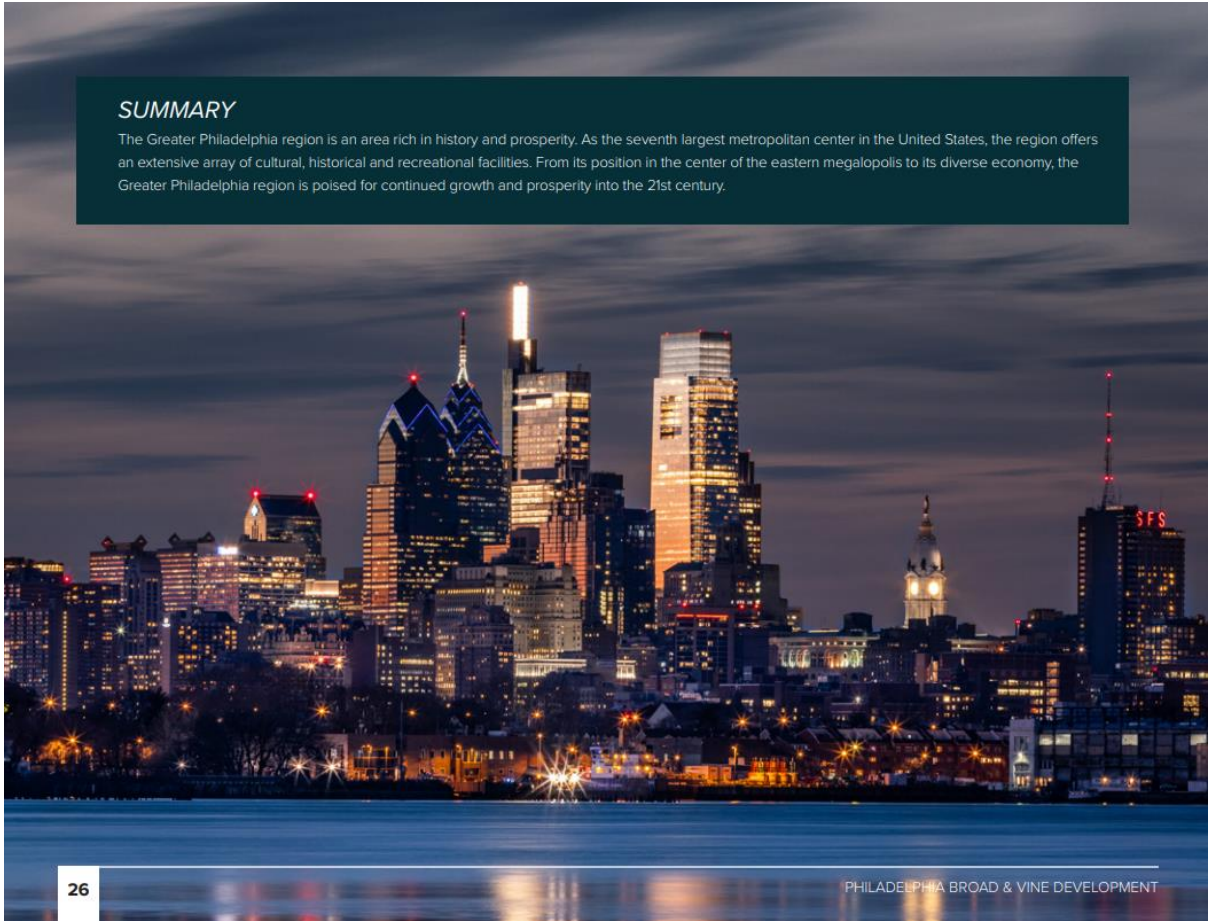 SUMMARY
The Greater Philadelphia region is an area rich in history and prosperity. As the seventh largest metropolitan center in the United States, the region offers
an extensive array of cultural, historical and recreational facilities. From its position in the center of the eastern megalopolis to its diverse economy, the
Greater Philadelphia region is poised for continued growth and prosperity into the 21st century.
SFS
26
PHILADELPHIA BROAD & VINE DEVELOPMENT